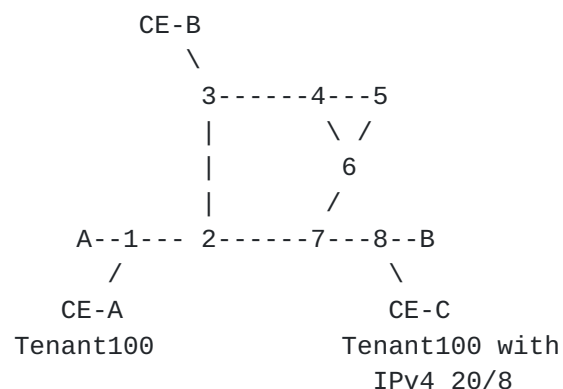 CE-B
\
3------4---5
| \ /
| 6
| /
A--1--- 2------7---8--B
/ \
CE-A CE-C
Tenant100 Tenant100 with
IPv4 20/8